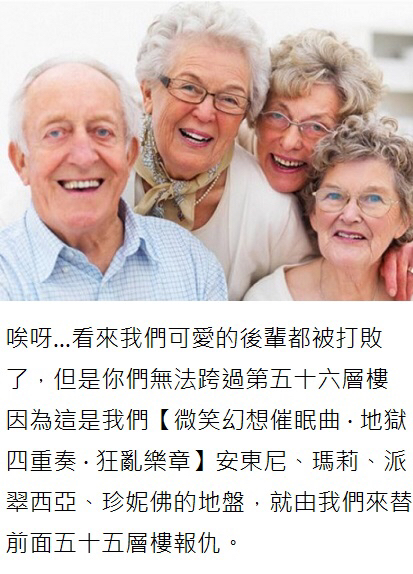 唉呀...看來我們可愛的後輩都被打敗
了，但是你們無法跨過第五十六層樓
因為這是我們【微笑幻想催眠曲·地獄
四重奏·狂亂樂章】安東尼、瑪莉、派
翠西亞、珍妮佛的地盤，就由我們來替
前面五十五層樓報仇。